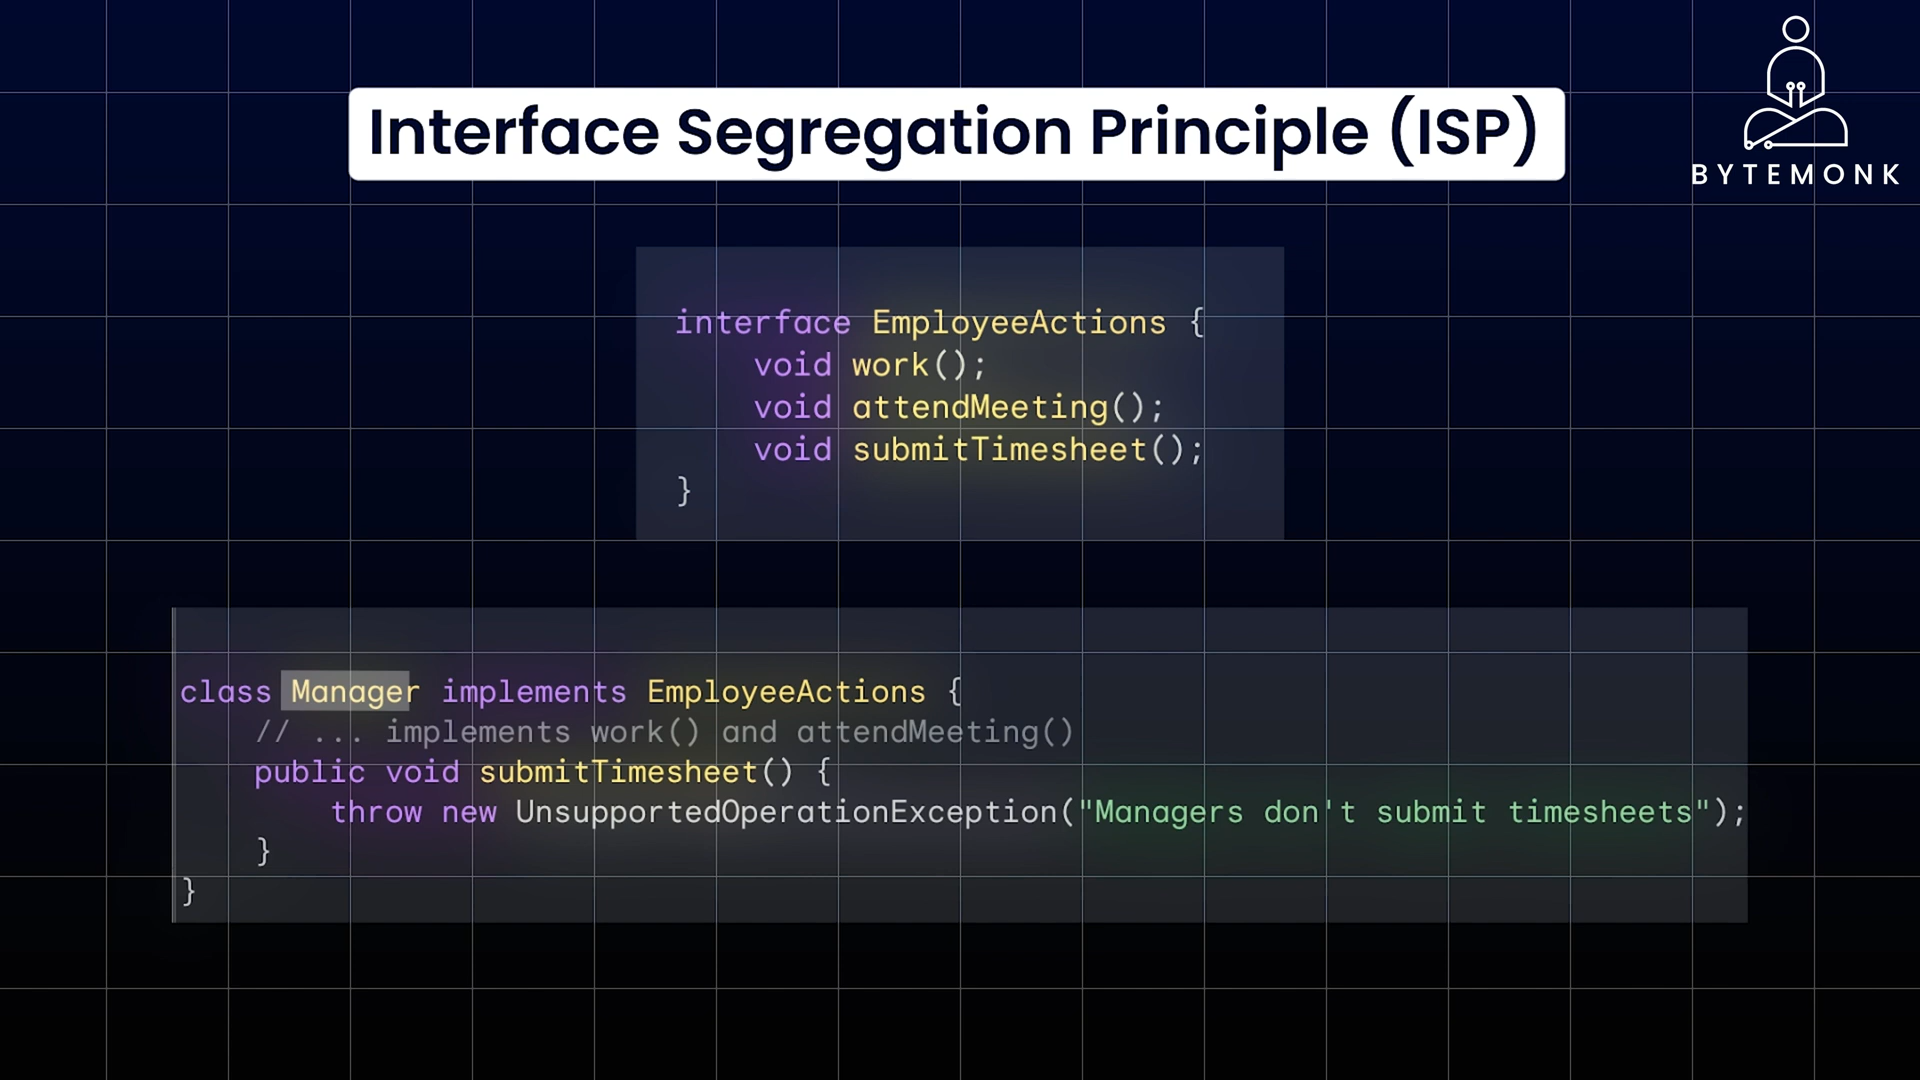 Interface Segregation Principle (ISP)
BYTEMONK
interface EmployeeActions {
    void work();
    void attendMeeting();
    void submitTimesheet();
}
class Manager implements EmployeeActions {
    // ... implements work() and attendMeeting()
    public void submitTimesheet() {
        throw new UnsupportedOperationException("Managers don't submit timesheets");
    }
}